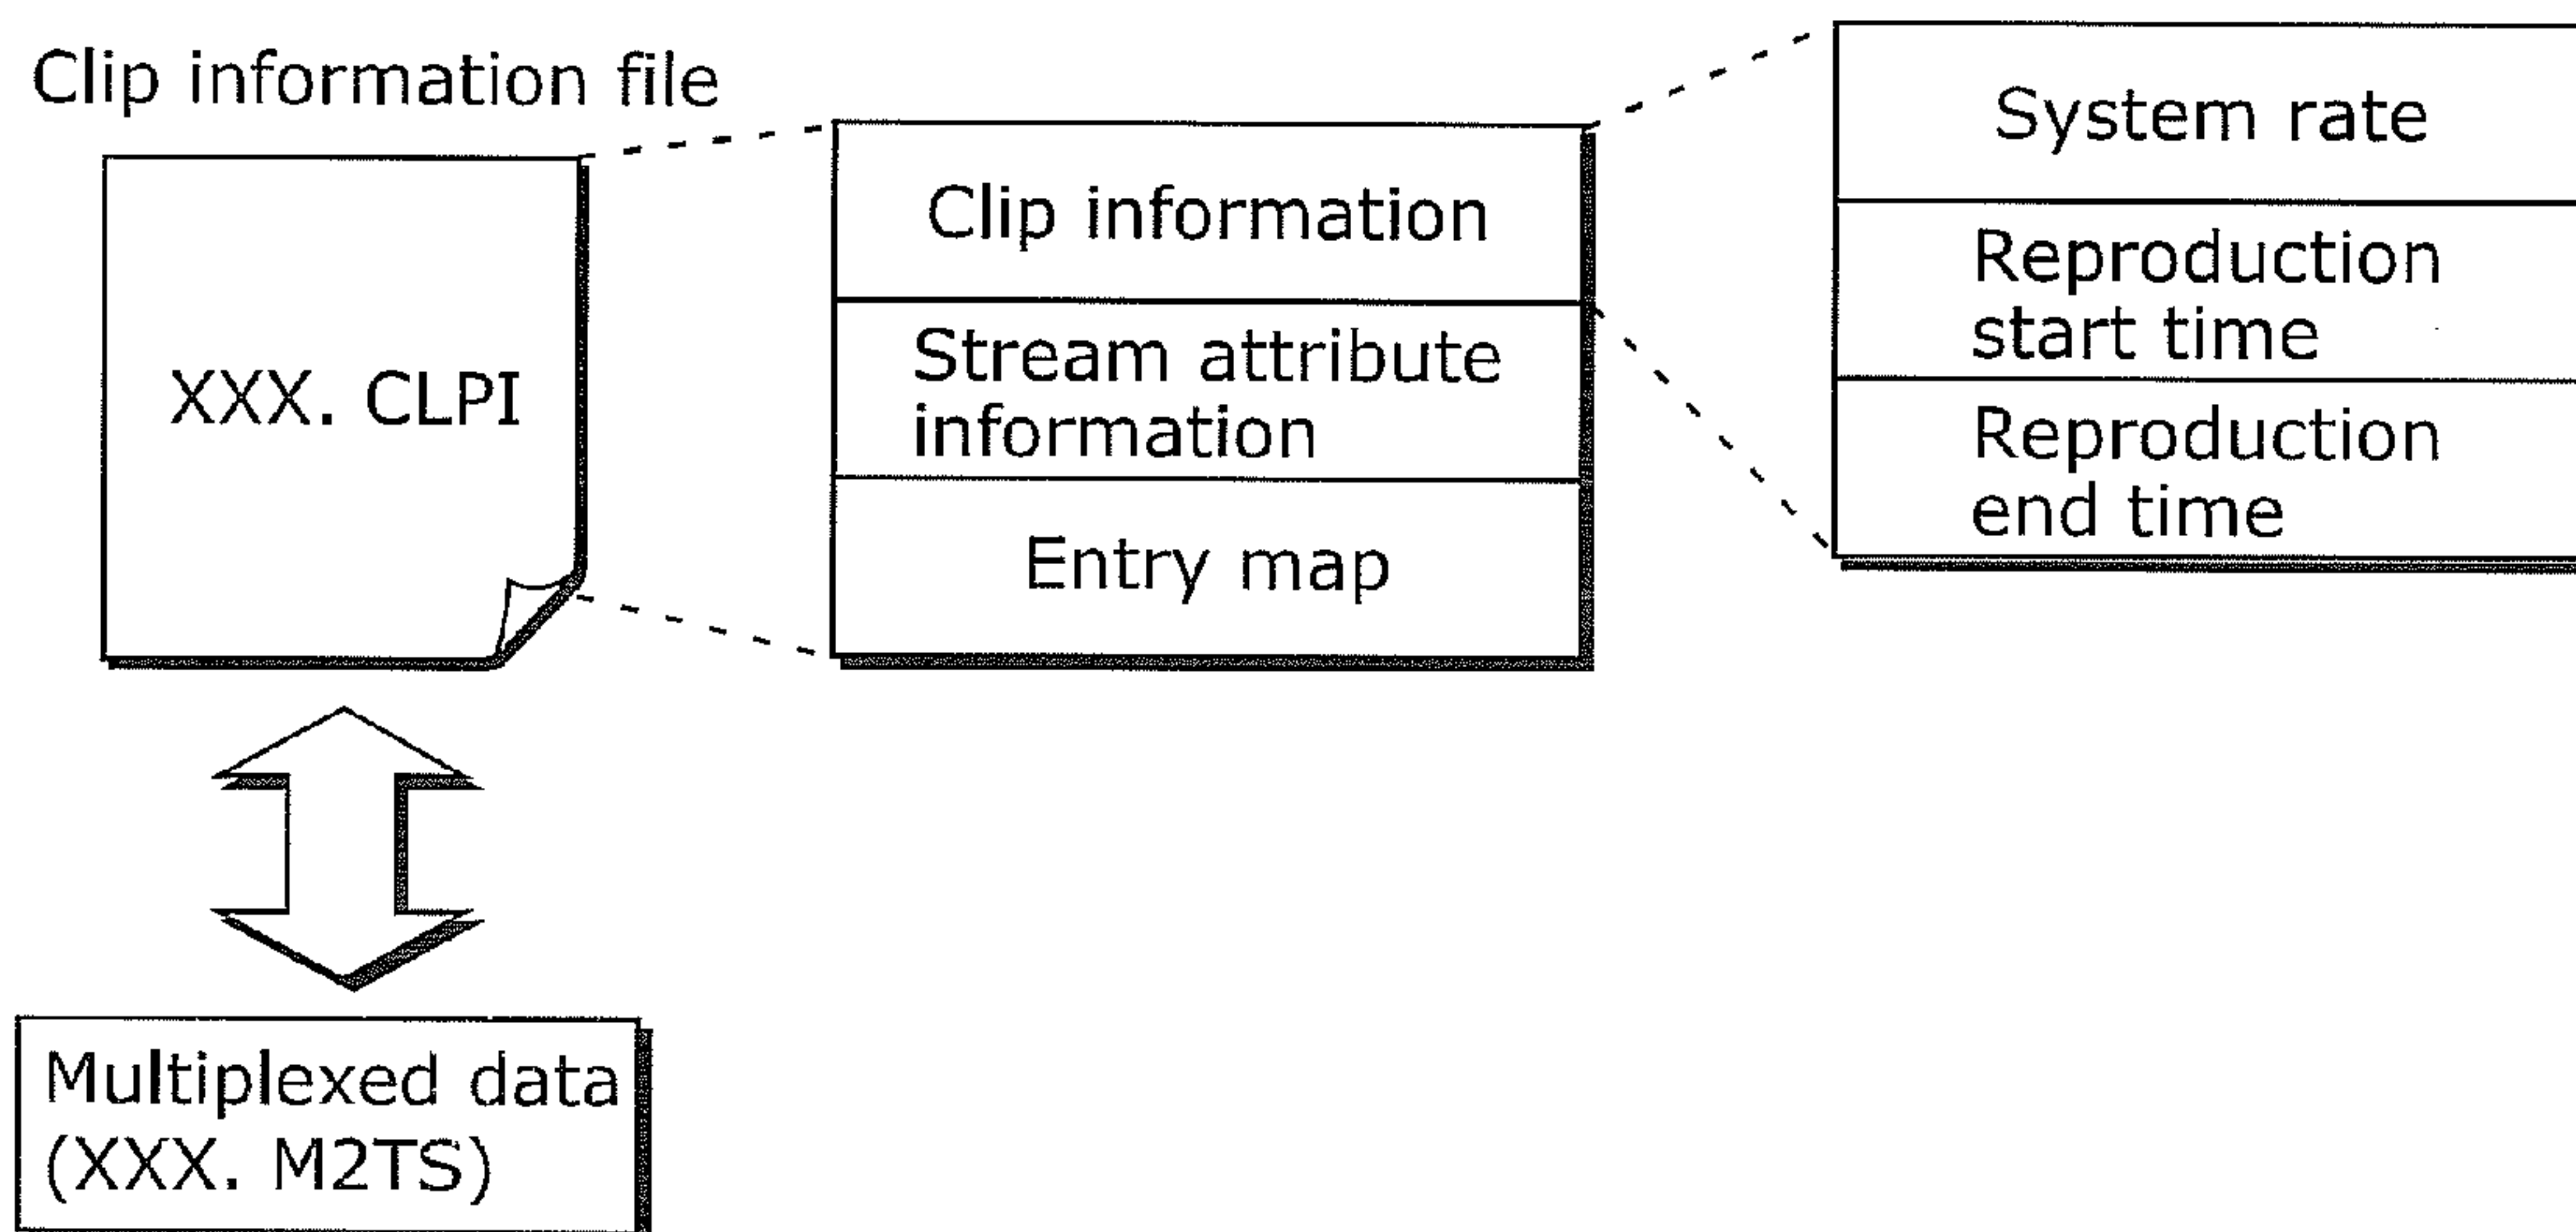 Clip information file
XXX. CLPI
Clip information
Stream attribute
information
Entry map
System rate
Reproduction
start time
Reproduction
end time
Multiplexed data
(XXX. M2TS)